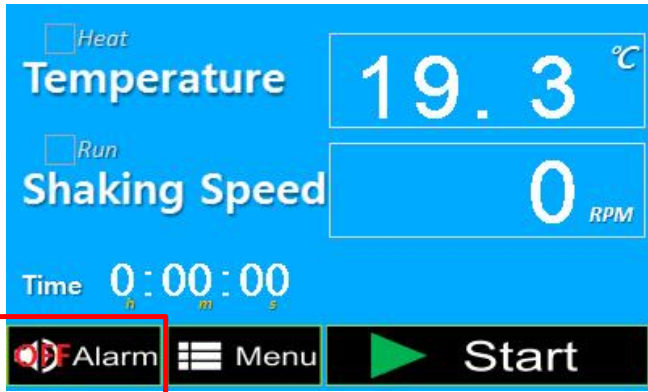 Heat
Temperature 19.3 °C
Run
Shaking Speed 0 RPM
Time 0:00:00
h m s
OFF Alarm Menu Start